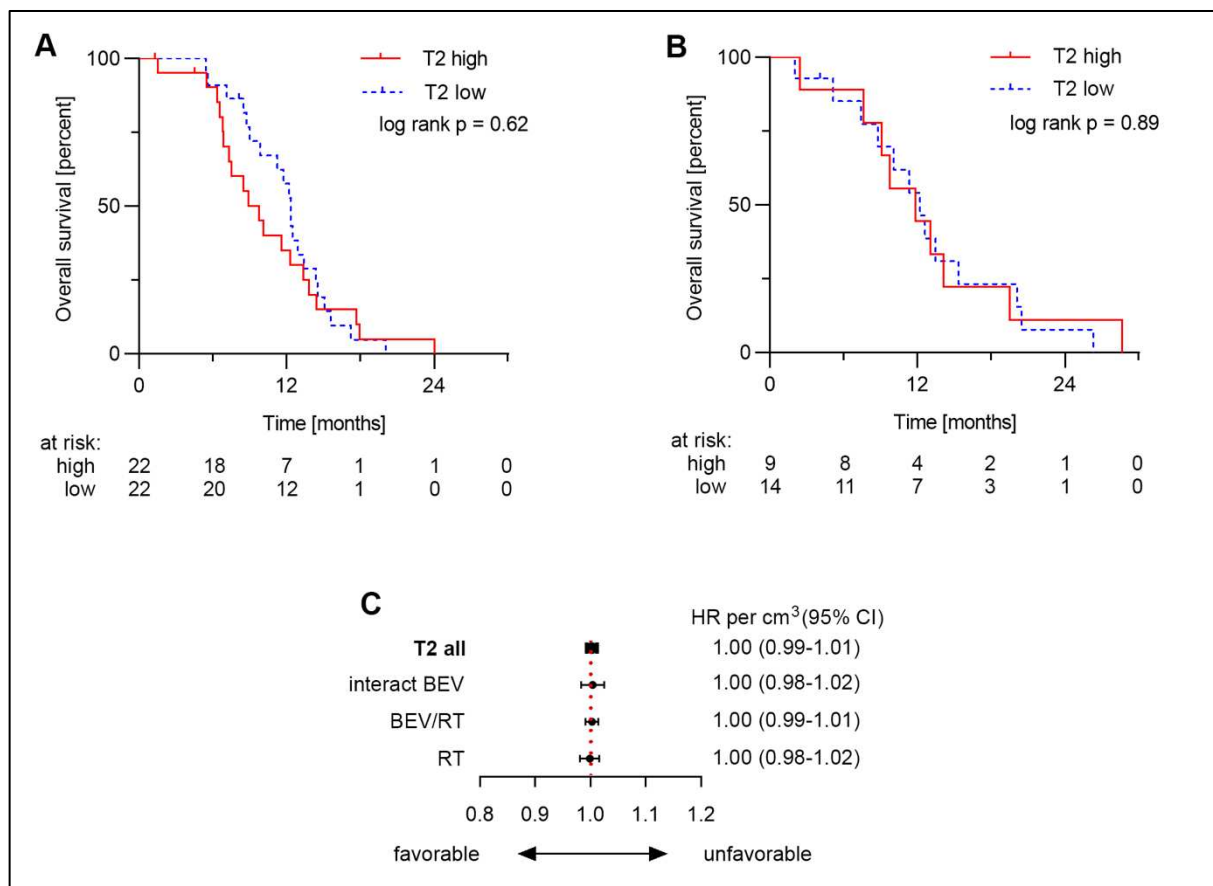 A
Overall survival [percent]
100
50
0
T2 high
T2 low
log rank p = 0.62
0 12 24
Time [months]
at risk:
high 22 18 7 1 1 0
low 22 20 12 1 0 0
B
Overall survival [percent]
100
50
0
T2 high
T2 low
log rank p = 0.89
0 12 24
Time [months]
at risk:
high 9 8 4 2 1 0
low 14 11 7 3 1 0
C
HR per cm³(95% CI)
T2 all 1.00 (0.99-1.01)
interact BEV 1.00 (0.98-1.02)
BEV/RT 1.00 (0.99-1.01)
RT 1.00 (0.98-1.02)
0.8 0.9 1.0 1.1 1.2
favorable unfavorable